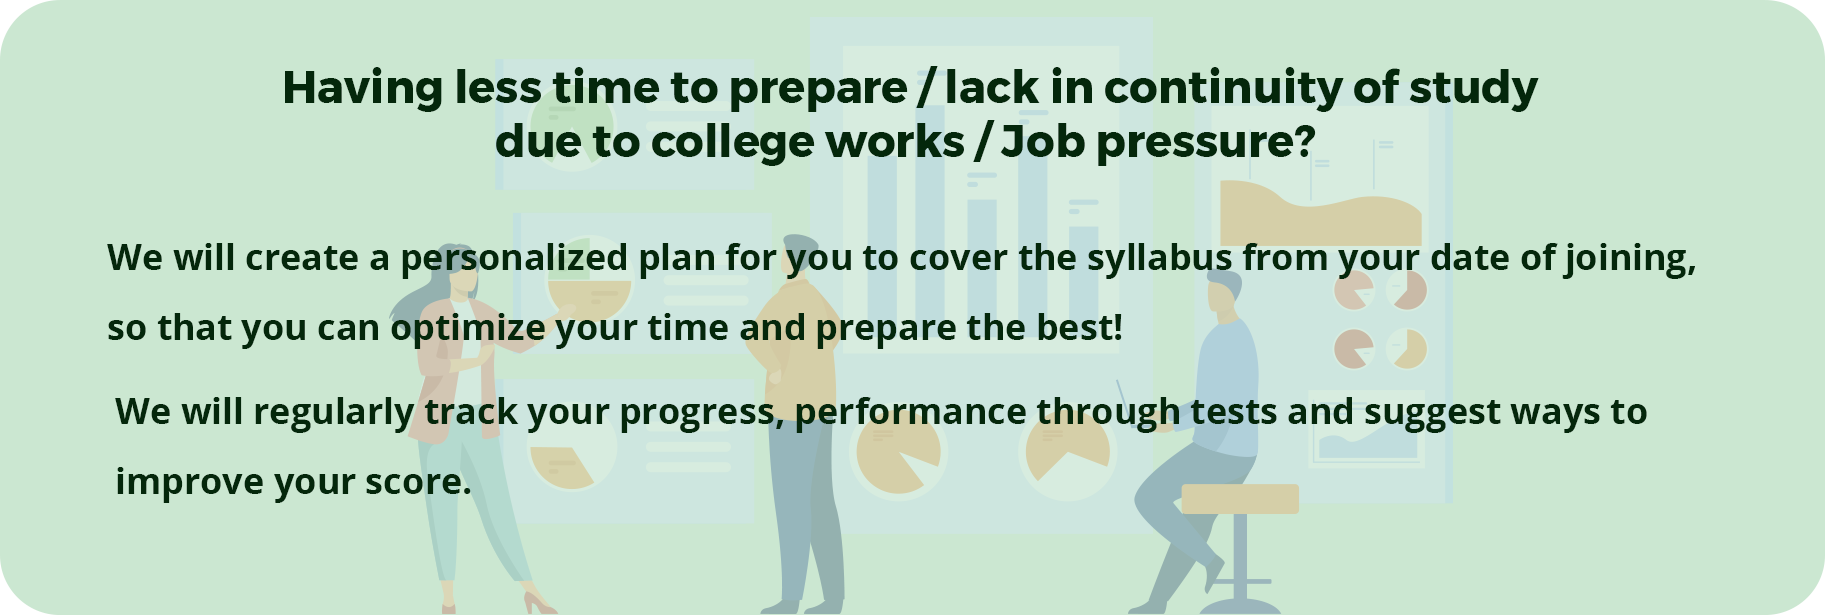 Having less time to prepare / lack in continuity of study
due to college works / Job pressure?
We will create a personalized plan for you to cover the syllabus from your date of joining,
so that you can optimize your time and prepare the best!
We will regularly track your progress, performance through tests and suggest ways to
improve your score.